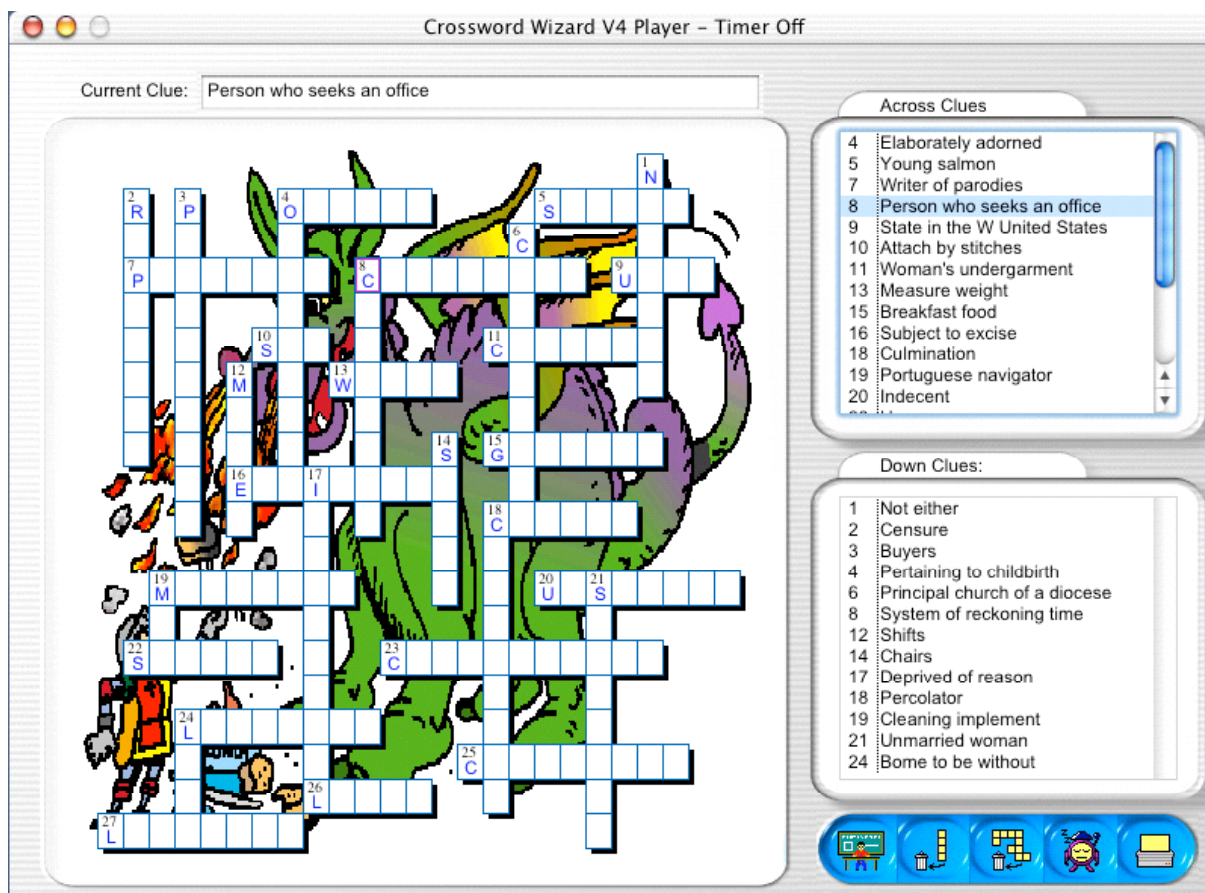 Crossword Wizard V4 Player – Timer Off
Current Clue: Person who seeks an office
1
N
2 3 4 5
R P O S
6
C
7 8 9
P C U
10 11
S C
12 13
M W
14 15
S G
16 17
E I
18
C
19 20 21
M U S
22 23
S C
24
L
25
C
26
L
27
L
Across Clues
4 Elaborately adorned
5 Young salmon
7 Writer of parodies
8 Person who seeks an office
9 State in the W United States
10 Attach by stitches
11 Woman's undergarment
13 Measure weight
15 Breakfast food
16 Subject to excise
18 Culmination
19 Portuguese navigator
20 Indecent
Down Clues:
1 Not either
2 Censure
3 Buyers
4 Pertaining to childbirth
6 Principal church of a diocese
8 System of reckoning time
12 Shifts
14 Chairs
17 Deprived of reason
18 Percolator
19 Cleaning implement
21 Unmarried woman
24 Bome to be without